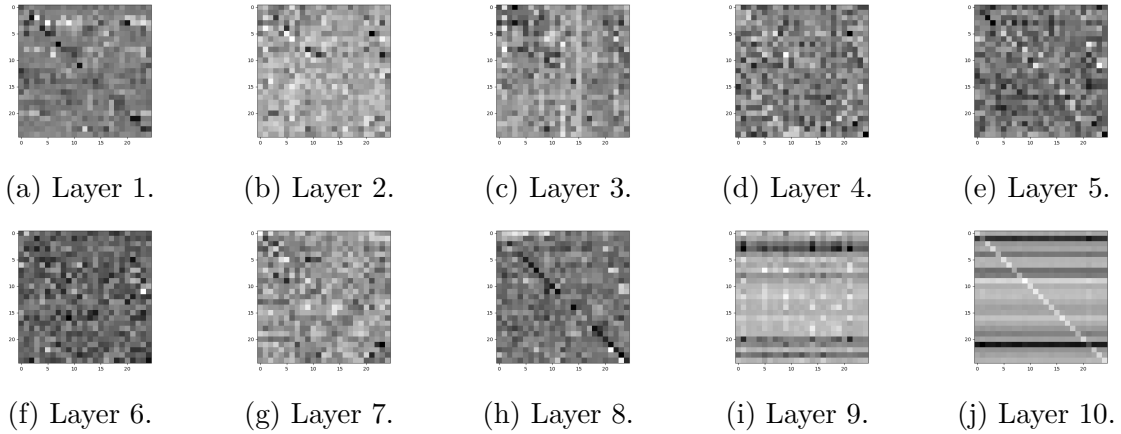 (a) Layer 1. (b) Layer 2. (c) Layer 3. (d) Layer 4. (e) Layer 5.
(f) Layer 6. (g) Layer 7. (h) Layer 8. (i) Layer 9. (j) Layer 10.